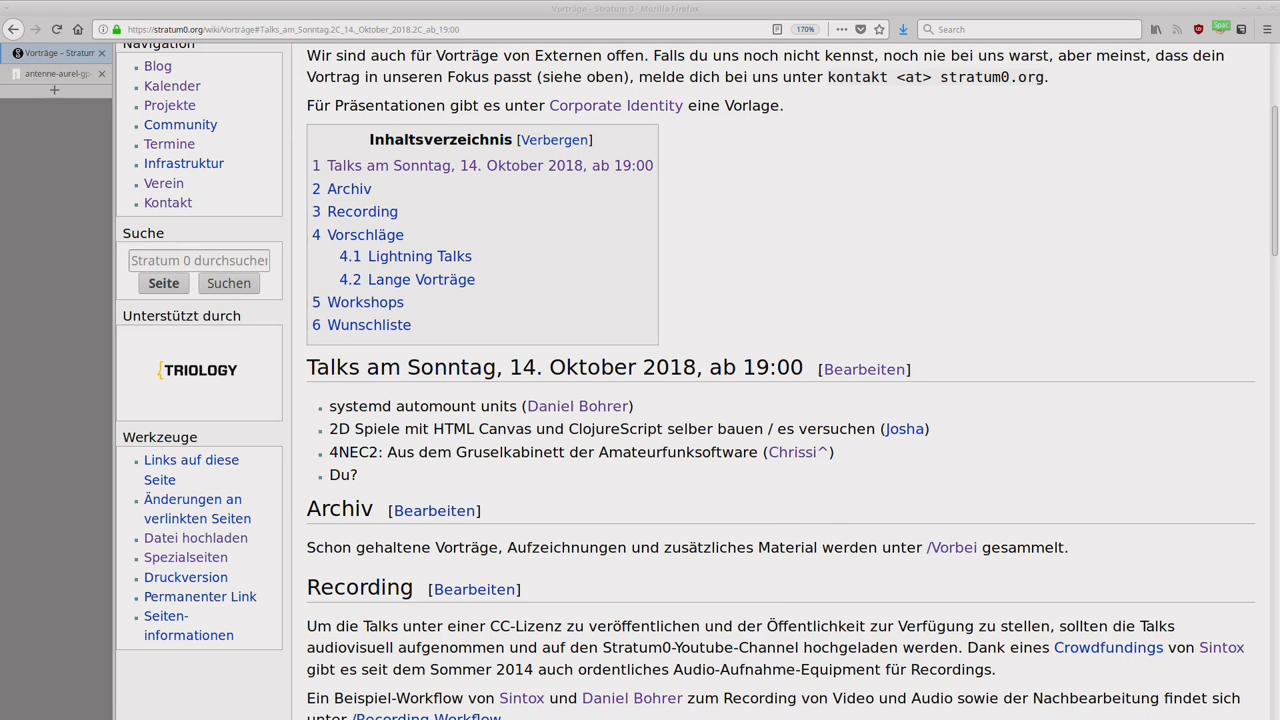 Vorträge - Stratum 0 - Mozilla Firefox
https://stratum0.org/wiki/Vorträge#Talks_am_Sonntag.2C_14._Oktober_2018.2C_ab_19:00
170%
Search
Spac
Vorträge – Stratum
antenne-aurel-gp
Navigation
Blog
Kalender
Projekte
Community
Termine
Infrastruktur
Verein
Kontakt
Suche
Stratum 0 durchsuchen
Seite
Suchen
Unterstützt durch
{TRIOLOGY
Werkzeuge
Links auf diese
Seite
Änderungen an
verlinkten Seiten
Datei hochladen
Spezialseiten
Druckversion
Permanenter Link
Seiten-
informationen
Wir sind auch für Vorträge von Externen offen. Falls du uns noch nicht kennst, noch nie bei uns warst, aber meinst, dass dein
Vortrag in unseren Fokus passt (siehe oben), melde dich bei uns unter kontakt <at> stratum0.org.
Für Präsentationen gibt es unter Corporate Identity eine Vorlage.
Inhaltsverzeichnis [Verbergen]
1 Talks am Sonntag, 14. Oktober 2018, ab 19:00
2 Archiv
3 Recording
4 Vorschläge
4.1 Lightning Talks
4.2 Lange Vorträge
5 Workshops
6 Wunschliste
Talks am Sonntag, 14. Oktober 2018, ab 19:00 [Bearbeiten]
systemd automount units (Daniel Bohrer)
2D Spiele mit HTML Canvas und ClojureScript selber bauen / es versuchen (Josha)
4NEC2: Aus dem Gruselkabinett der Amateurfunksoftware (Chrissi^)
Du?
Archiv [Bearbeiten]
Schon gehaltene Vorträge, Aufzeichnungen und zusätzliches Material werden unter /Vorbei gesammelt.
Recording [Bearbeiten]
Um die Talks unter einer CC-Lizenz zu veröffentlichen und der Öffentlichkeit zur Verfügung zu stellen, sollten die Talks
audiovisuell aufgenommen und auf den Stratum0-Youtube-Channel hochgeladen werden. Dank eines Crowdfundings von Sintox
gibt es seit dem Sommer 2014 auch ordentliches Audio-Aufnahme-Equipment für Recordings.
Ein Beispiel-Workflow von Sintox und Daniel Bohrer zum Recording von Video und Audio sowie der Nachbearbeitung findet sich
unter /Recording Workflow.